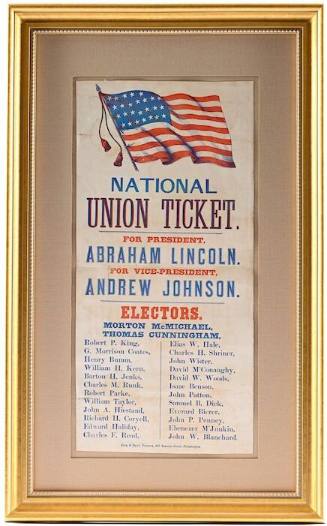 NATIONAL
UNION TICKET.
FOR PRESIDENT,
ABRAHAM LINCOLN.
FOR VICE-PRESIDENT,
ANDREW JOHNSON.
ELECTORS.
MORTON McMICHAEL,
THOMAS CUNNINGHAM,
Robert P. King,
G. Morrison Coates,
Henry Bumm,
William H. Kern,
Barton H. Jenks,
Charles M. Runk,
Robert Parke,
William Taylor,
John A. Hiestand,
Richard H. Coryell,
Edward Haliday,
Charles F. Reed,
Elias W. Hale,
Charles H. Shriner,
John Wister,
David M'Conaughy,
David W. Woods,
Isaac Benson,
John Patton,
Samuel B. Dick,
Everard Bierer,
John P. Penney,
Ebenezer M'Junkin,
John W. Blanchard.